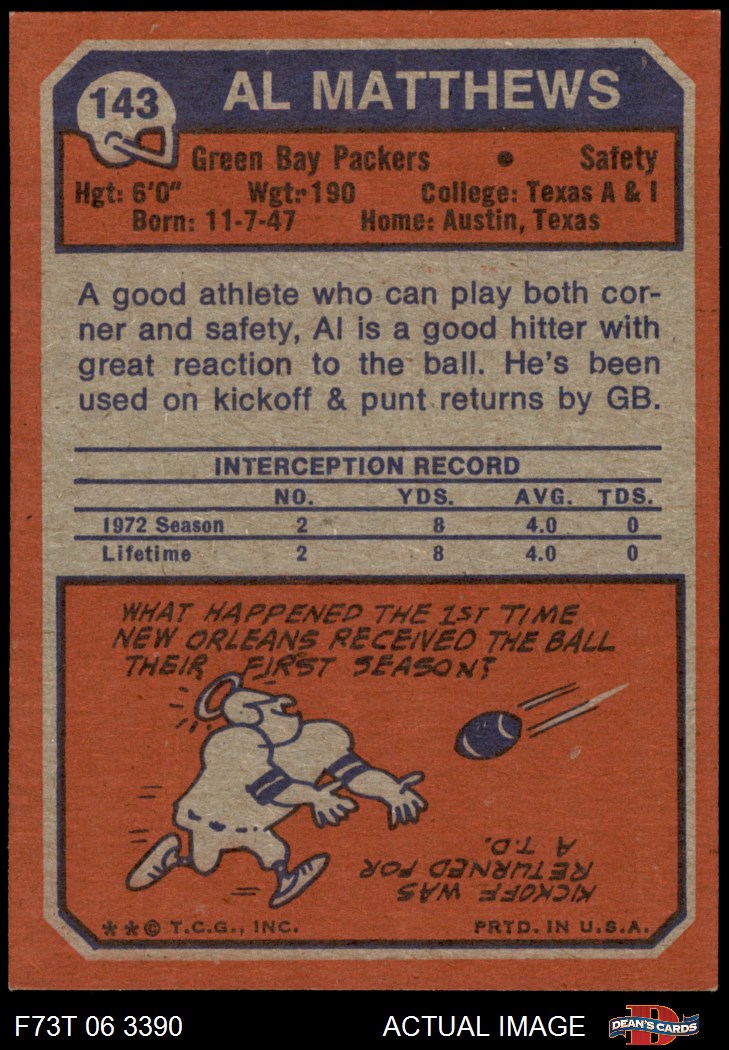 143
AL MATTHEWS
Green Bay Packers • Safety
Hgt: 6'0" Wgt: 190 College: Texas A & I
Born: 11-7-47 Home: Austin, Texas
A good athlete who can play both cor-
ner and safety, Al is a good hitter with
great reaction to the ball. He's been
used on kickoff & punt returns by GB.
INTERCEPTION RECORD
NO. YDS. AVG. TDS.
1972 Season 2 8 4.0 0
Lifetime 2 8 4.0 0
WHAT HAPPENED THE 1ST TIME
NEW ORLEANS RECEIVED THE BALL
THEIR FIRST SEASON?
KICKOFF WAS
RETURNED FOR
A T.D.
**© T.C.G., INC. PRTD. IN U.S.A.
F73T 06 3390 ACTUAL IMAGE
D
DEAN'S CARDS